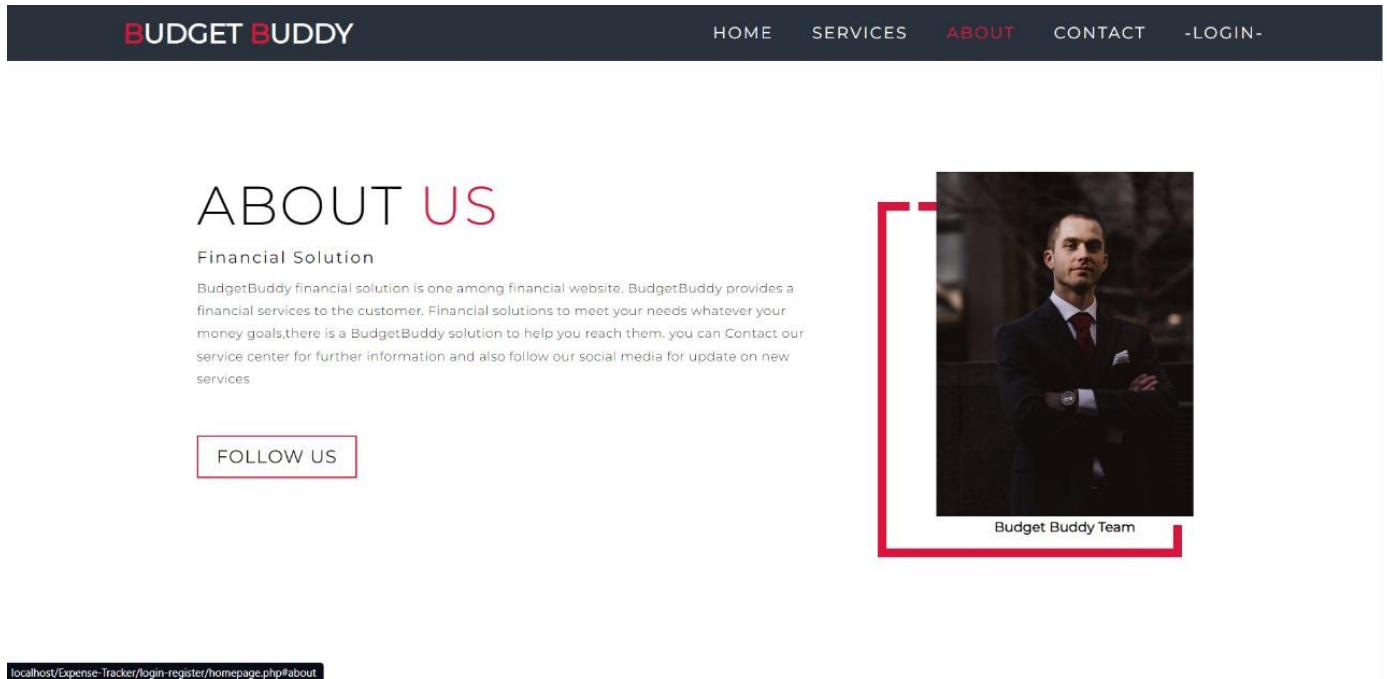 BUDGET BUDDY
HOME SERVICES ABOUT CONTACT -LOGIN-
ABOUT US
Financial Solution
BudgetBuddy financial solution is one among financial website. BudgetBuddy provides a
financial services to the customer. Financial solutions to meet your needs whatever your
money goals,there is a BudgetBuddy solution to help you reach them. you can Contact our
service center for further information and also follow our social media for update on new
services
FOLLOW US
Budget Buddy Team
localhost/Expense-Tracker/login-register/homepage.php#about